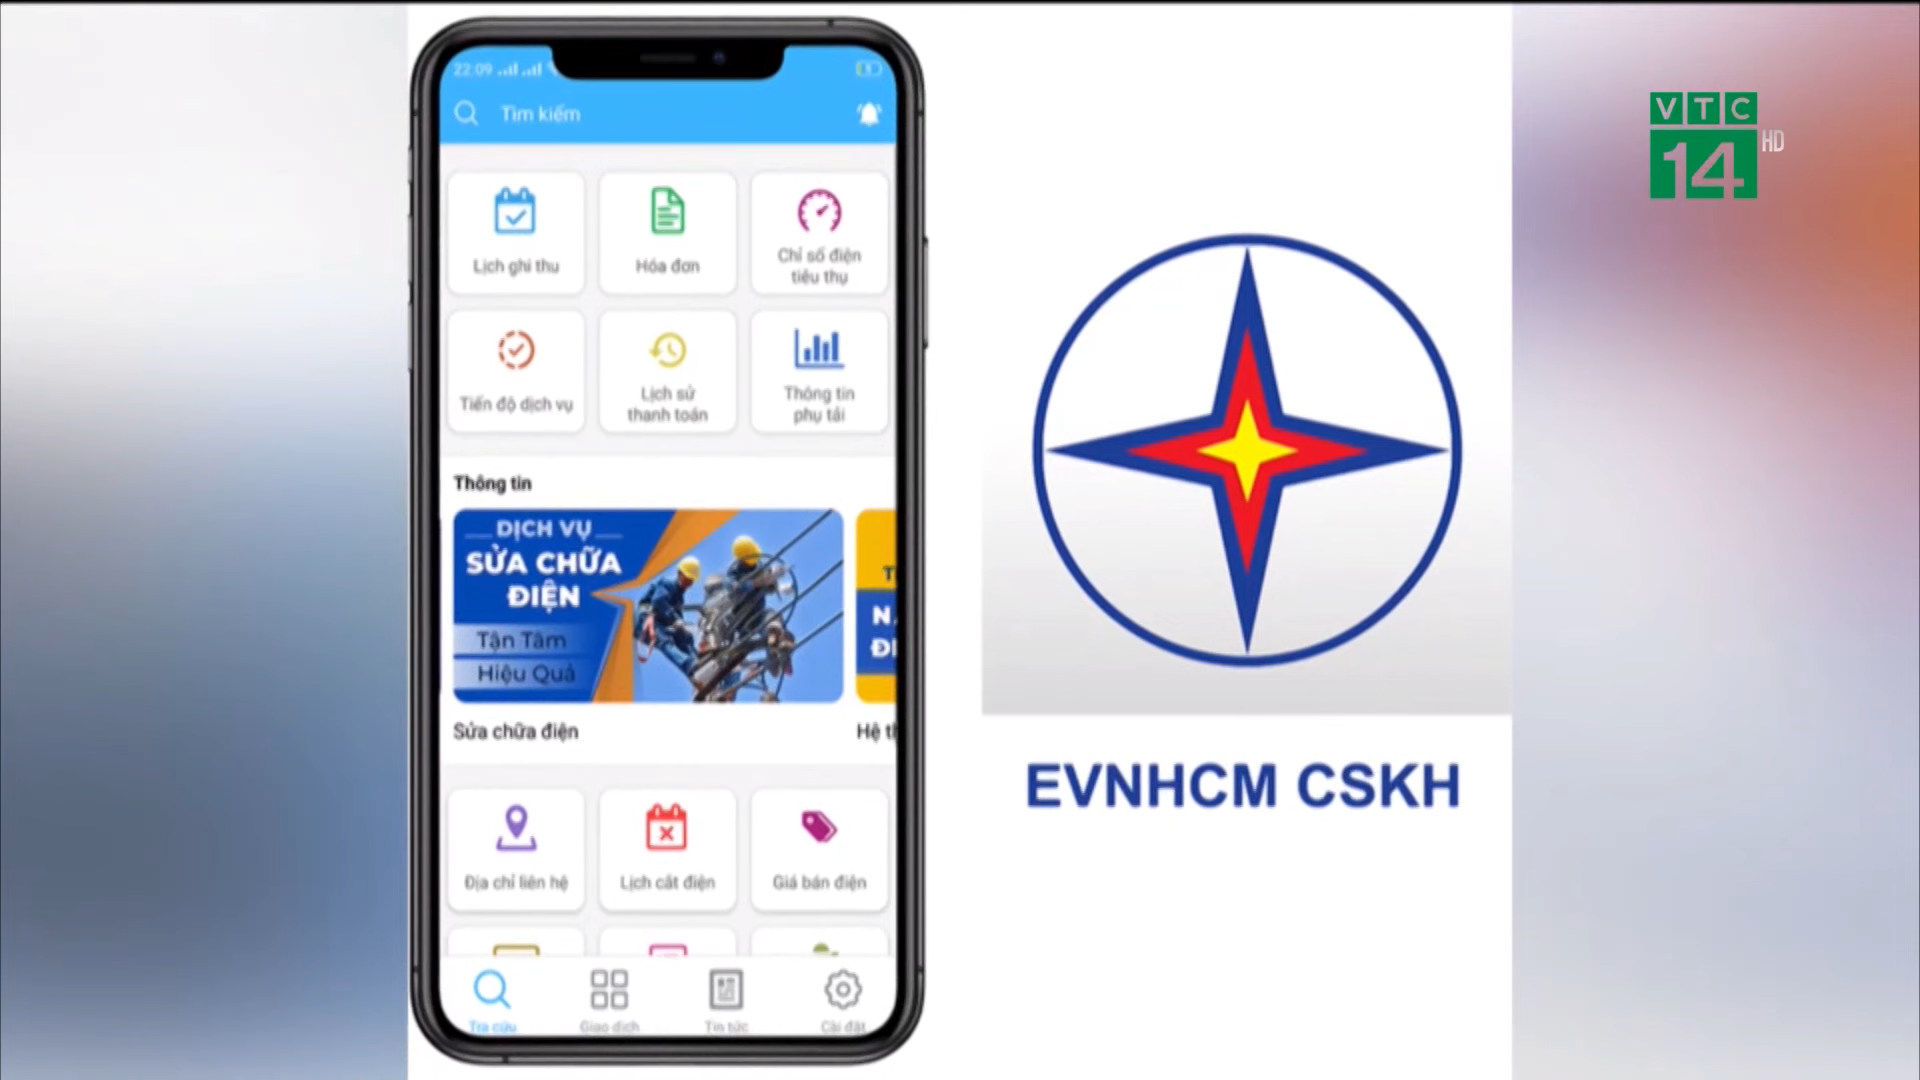 22:09
Tìm kiếm
Lịch ghi thu
Hóa đơn
Chỉ số điện
tiêu thụ
Tiến độ dịch vụ
Lịch sử
thanh toán
Thông tin
phụ tải
Thông tin
DỊCH VỤ
SỬA CHỮA
ĐIỆN
Tận Tâm
Hiệu Quả
Sửa chữa điện
Hệ
Địa chỉ liên hệ
Lịch cắt điện
Giá bán điện
Tra cứu
Giao dịch
Tin tức
Cài đặt
EVNHCM CSKH
VTC
14
HD